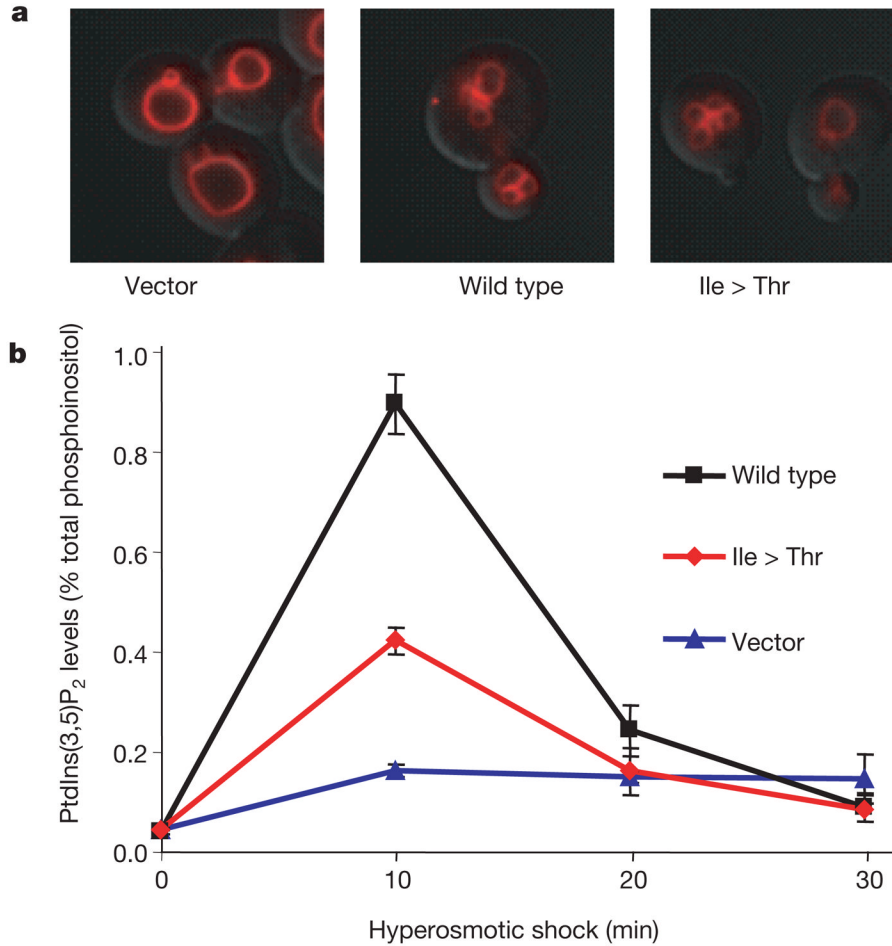 a
Vector
Wild type
Ile > Thr
b
PtdIns(3,5)P₂ levels (% total phosphoinositol)
1.0
0.8
0.6
0.4
0.2
0.0
0
10
20
30
Hyperosmotic shock (min)
Wild type
Ile > Thr
Vector